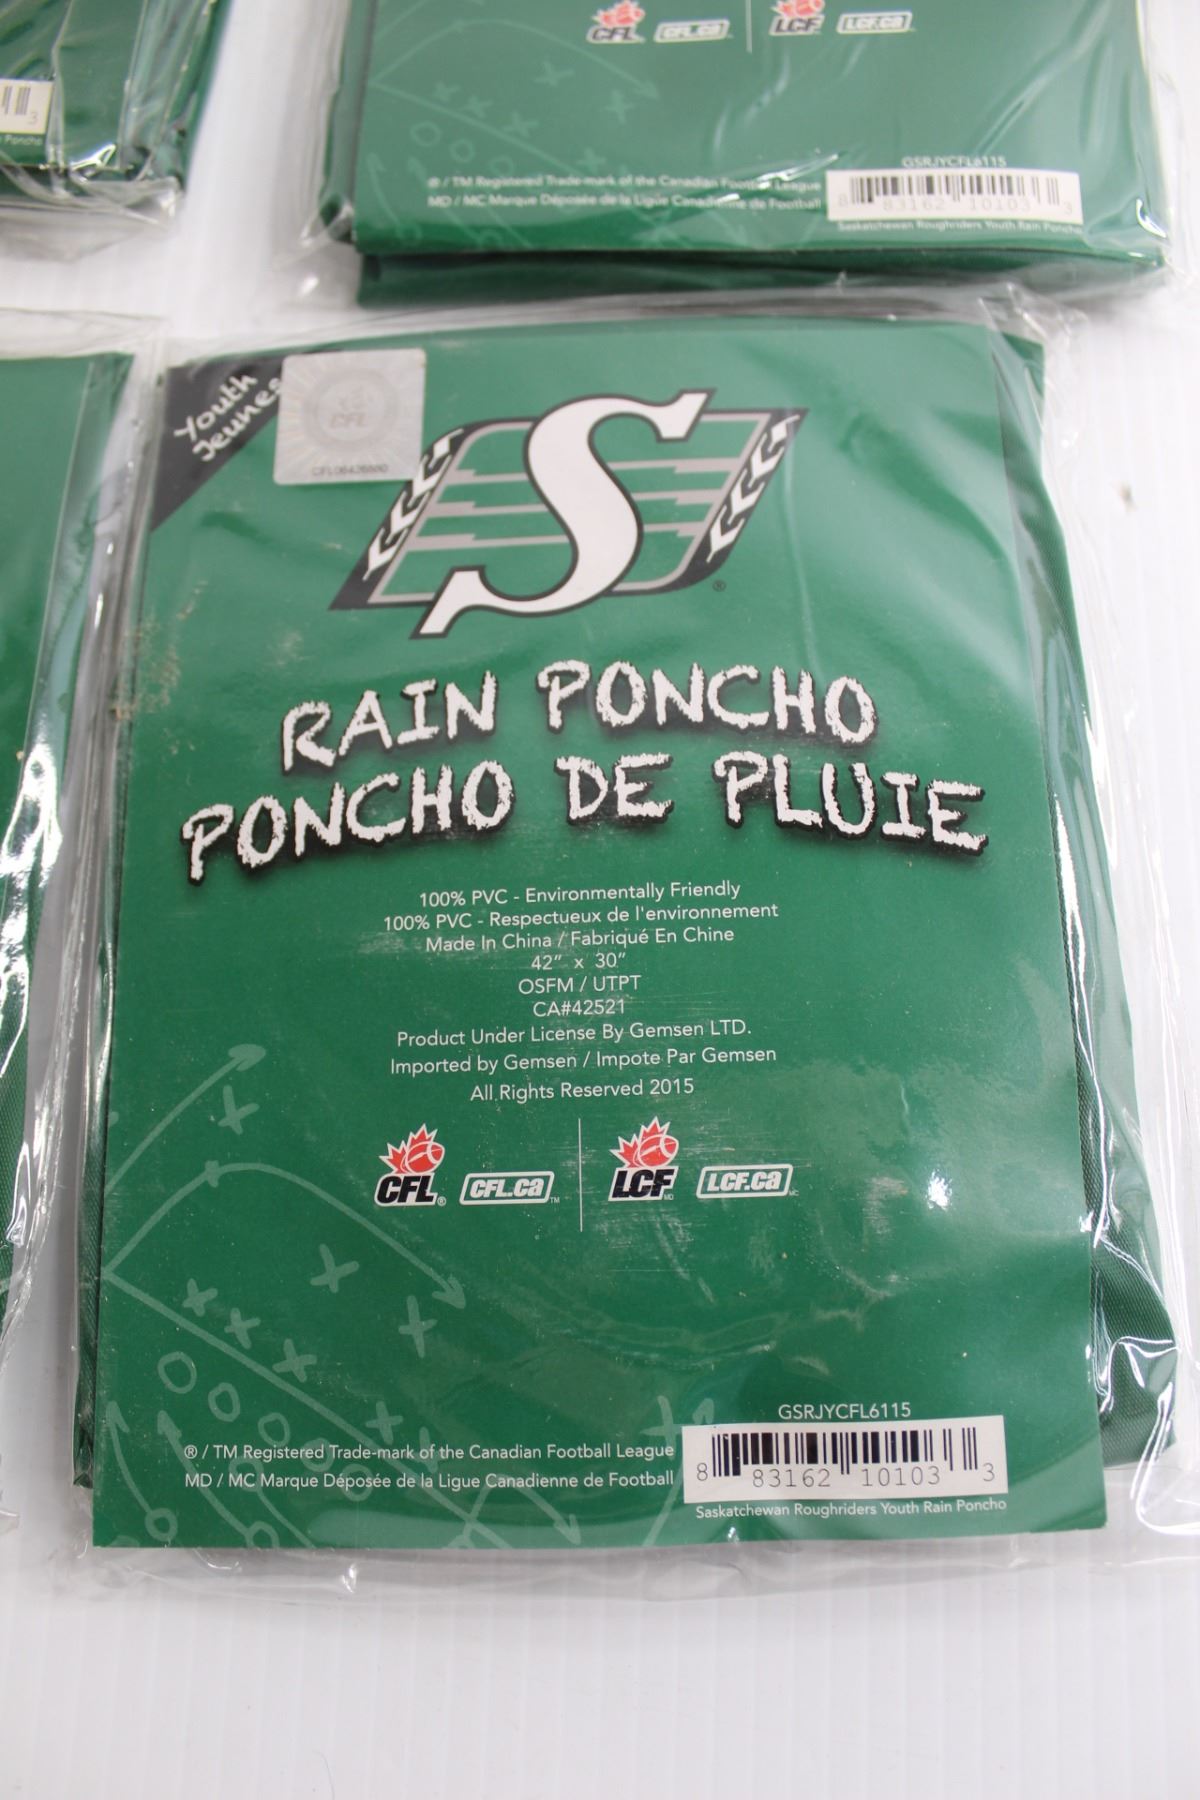 CFL CFL.ca LCF LCF.ca
3
Poncho
GSRJYCFL6115
® / TM Registered Trade-mark of the Canadian Football League
MD / MC Marque Déposée de la Ligue Canadienne de Football
8 83162 10103 3
Saskatchewan Roughriders Youth Rain Poncho
Youth
Jeunes
CFL
S
®
RAIN PONCHO
PONCHO DE PLUIE
100% PVC - Environmentally Friendly
100% PVC - Respectueux de l'environnement
Made In China / Fabriqué En Chine
42” x 30”
OSFM / UTPT
CA#42521
Product Under License By Gemsen LTD.
Imported by Gemsen / Impote Par Gemsen
All Rights Reserved 2015
CFL® CFL.ca™ LCF MD LCF.ca MC
GSRJYCFL6115
® / TM Registered Trade-mark of the Canadian Football League
MD / MC Marque Déposée de la Ligue Canadienne de Football
8 83162 10103 3
Saskatchewan Roughriders Youth Rain Poncho